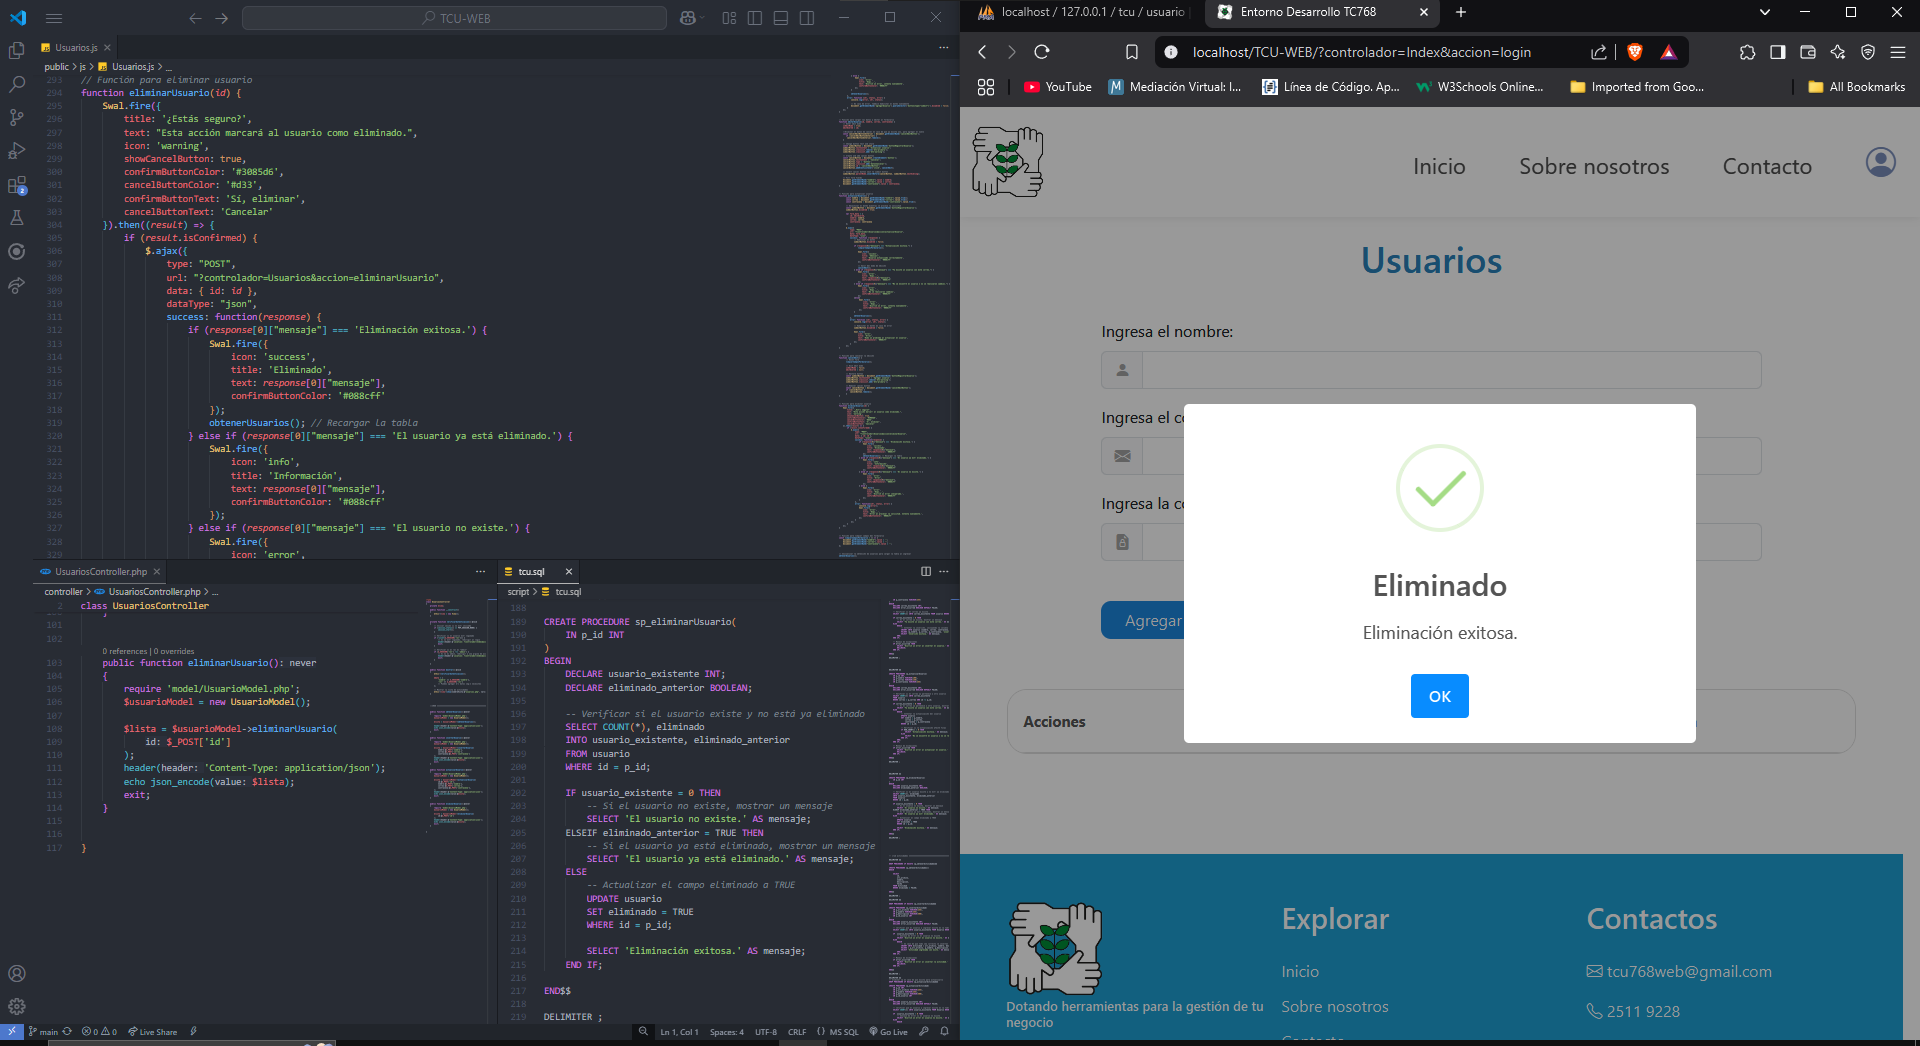 TCU-WEB
Usuarios.js
public > js > Usuarios.js > ...
293 // Función para eliminar usuario
294 function eliminarUsuario(id) {
295 Swal.fire({
296 title: '¿Estás seguro?',
297 text: "Esta acción marcará al usuario como eliminado.",
298 icon: 'warning',
299 showCancelButton: true,
300 confirmButtonColor: '#3085d6',
301 cancelButtonColor: '#d33',
302 confirmButtonText: 'Sí, eliminar',
303 cancelButtonText: 'Cancelar'
304 }).then((result) => {
305 if (result.isConfirmed) {
306 $.ajax({
307 type: "POST",
308 url: "?controlador=Usuarios&accion=eliminarUsuario",
309 data: { id: id },
310 dataType: "json",
311 success: function(response) {
312 if (response[0]["mensaje"] === 'Eliminación exitosa.') {
313 Swal.fire({
314 icon: 'success',
315 title: 'Eliminado',
316 text: response[0]["mensaje"],
317 confirmButtonColor: '#088cff'
318 });
319 obtenerUsuarios(); // Recargar la tabla
320 } else if (response[0]["mensaje"] === 'El usuario ya está eliminado.') {
321 Swal.fire({
322 icon: 'info',
323 title: 'Información',
324 text: response[0]["mensaje"],
325 confirmButtonColor: '#088cff'
326 });
327 } else if (response[0]["mensaje"] === 'El usuario no existe.') {
328 Swal.fire({
329 icon: 'error',
UsuariosController.php
controller > UsuariosController.php > ...
2 class UsuariosController
101 }
102
0 references | 0 overrides
103 public function eliminarUsuario(): never
104 {
105 require 'model/UsuarioModel.php';
106 $usuarioModel = new UsuarioModel();
107
108 $lista = $usuarioModel->eliminarUsuario(
109 id: $_POST['id']
110 );
111 header(header: 'Content-Type: application/json');
112 echo json_encode(value: $lista);
113 exit;
114 }
115
116
117 }
tcu.sql
script > tcu.sql
188
189 CREATE PROCEDURE sp_eliminarUsuario(
190 IN p_id INT
191 )
192 BEGIN
193 DECLARE usuario_existente INT;
194 DECLARE eliminado_anterior BOOLEAN;
195
196 -- Verificar si el usuario existe y no está ya eliminado
197 SELECT COUNT(*), eliminado
198 INTO usuario_existente, eliminado_anterior
199 FROM usuario
200 WHERE id = p_id;
201
202 IF usuario_existente = 0 THEN
203 -- Si el usuario no existe, mostrar un mensaje
204 SELECT 'El usuario no existe.' AS mensaje;
205 ELSEIF eliminado_anterior = TRUE THEN
206 -- Si el usuario ya está eliminado, mostrar un mensaje
207 SELECT 'El usuario ya está eliminado.' AS mensaje;
208 ELSE
209 -- Actualizar el campo eliminado a TRUE
210 UPDATE usuario
211 SET eliminado = TRUE
212 WHERE id = p_id;
213
214 SELECT 'Eliminación exitosa.' AS mensaje;
215 END IF;
216
217 END$$
218
219 DELIMITER ;
main 0 0 Live Share
Ln 1, Col 1 Spaces: 4 UTF-8 CRLF MS SQL Go Live
localhost / 127.0.0.1 / tcu / usuario
Entorno Desarrollo TC768
localhost/TCU-WEB/?controlador=Index&accion=login
YouTube
Mediación Virtual: I...
Línea de Código. Ap...
W3Schools Online...
Imported from Goo...
All Bookmarks
Inicio
Sobre nosotros
Contacto
Usuarios
Ingresa el nombre:
Ingresa el co
Ingresa la co
Agregar
Acciones
Eliminado
Eliminación exitosa.
OK
Dotando herramientas para la gestión de tu
negocio
Explorar
Inicio
Sobre nosotros
Contacto
Contactos
tcu768web@gmail.com
2511 9228